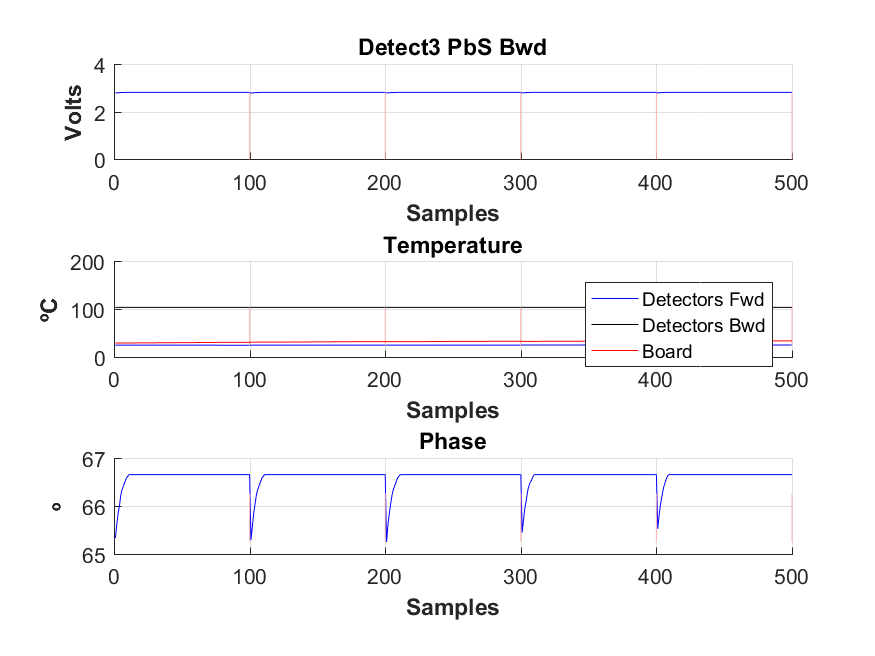 Detect3 PbS Bwd
Volts
4
2
0
0 100 200 300 400 500
Samples
Temperature
ºC
200
100
0
Detectors Fwd
Detectors Bwd
Board
0 100 200 300 400 500
Samples
Phase
º
67
66
65
0 100 200 300 400 500
Samples